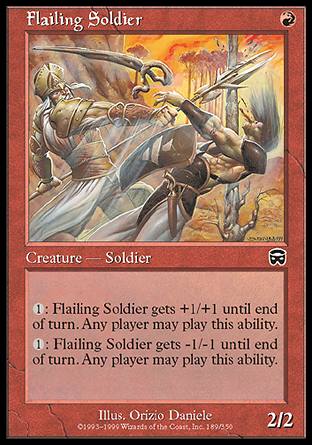 Flailing Soldier
Creature — Soldier
1: Flailing Soldier gets +1/+1 until end
of turn. Any player may play this ability.
1: Flailing Soldier gets -1/-1 until end
of turn. Any player may play this ability.
Illus. Orizio Daniele
©1993-1999 Wizards of the Coast, Inc. 189/350
2/2